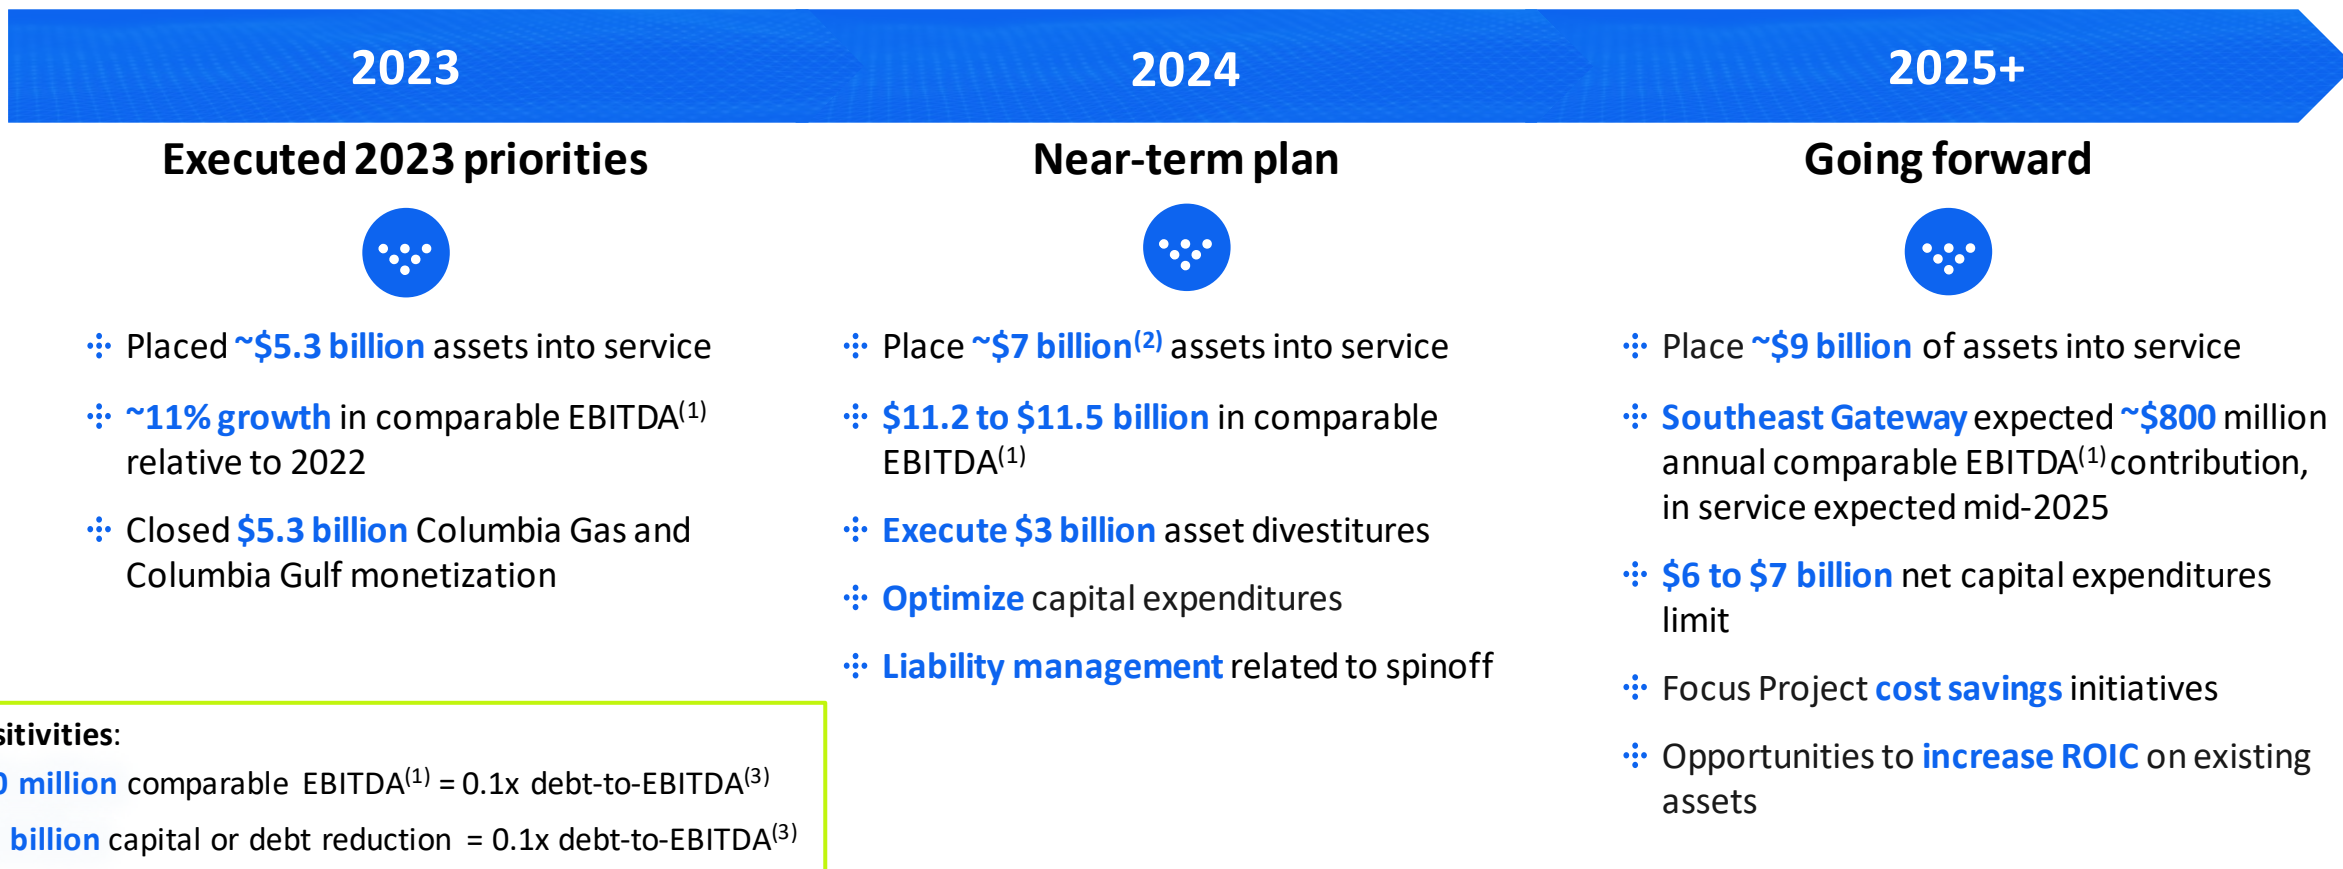 2023
2024
2025+
Executed 2023 priorities
Placed ~$5.3 billion assets into service
~11% growth in comparable EBITDA(1)
relative to 2022
Closed $5.3 billion Columbia Gas and
Columbia Gulf monetization
Near-term plan
Place ~$7 billion(2) assets into service
$11.2 to $11.5 billion in comparable
EBITDA(1)
Execute $3 billion asset divestitures
Optimize capital expenditures
Liability management related to spinoff
Going forward
Place ~$9 billion of assets into service
Southeast Gateway expected ~$800 million
annual comparable EBITDA(1) contribution,
in service expected mid-2025
$6 to $7 billion net capital expenditures
limit
Focus Project cost savings initiatives
Opportunities to increase ROIC on existing
assets
million comparable EBITDA(1) = 0.1x debt-to-EBITDA(3)
billion capital or debt reduction = 0.1x debt-to-EBITDA(3)